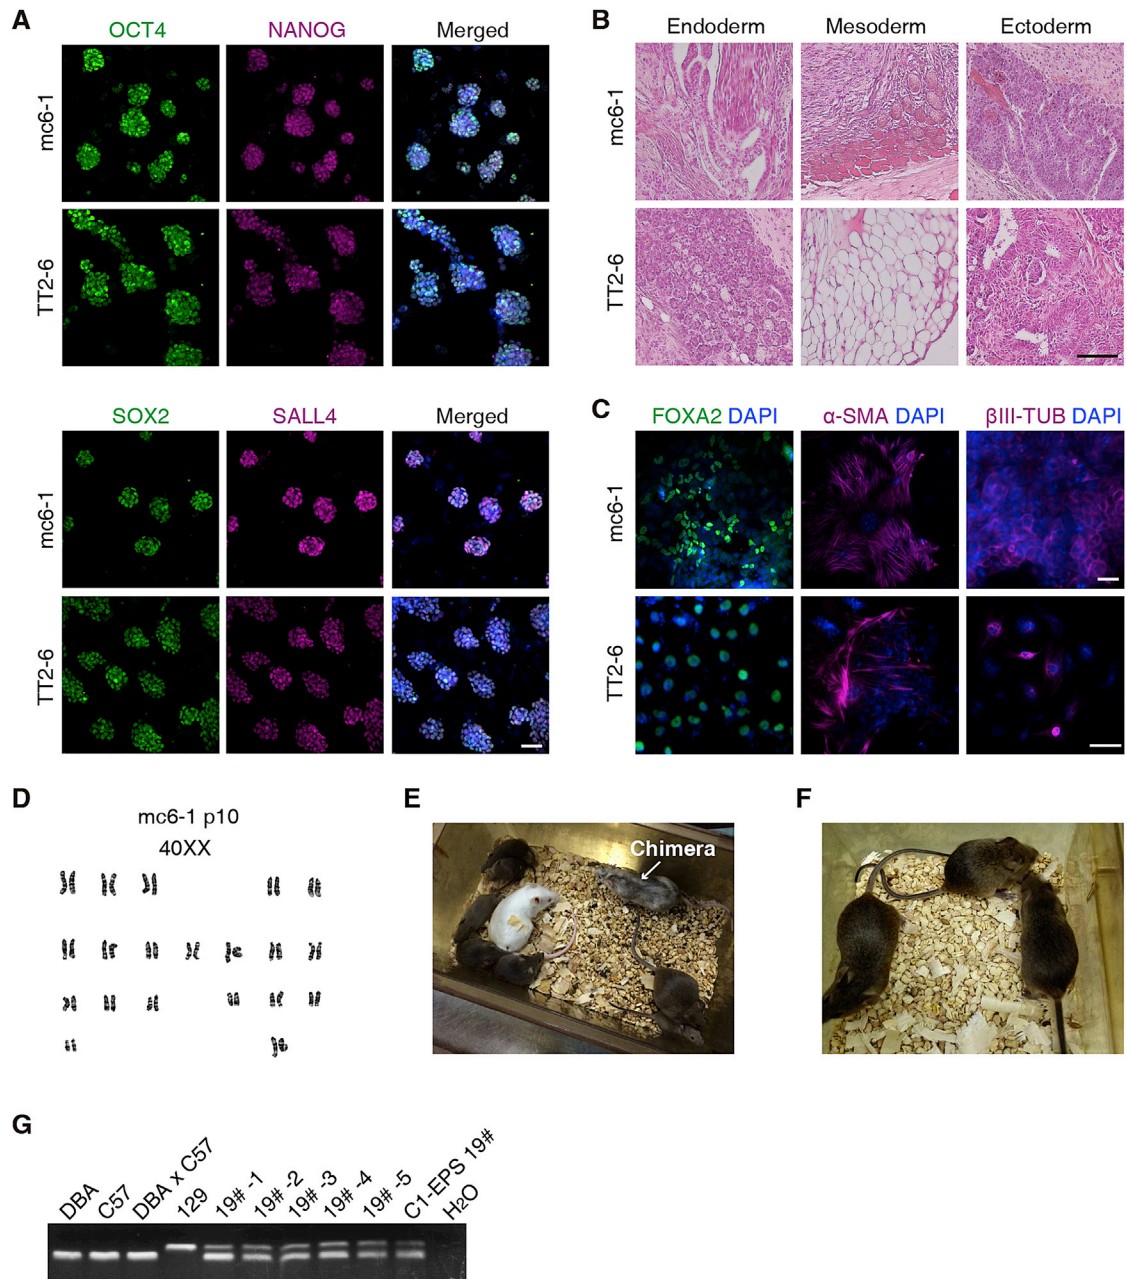 A
OCT4 NANOG Merged
mc6-1
TT2-6
SOX2 SALL4 Merged
mc6-1
TT2-6
B
Endoderm Mesoderm Ectoderm
mc6-1
TT2-6
C
FOXA2 DAPI α-SMA DAPI βIII-TUB DAPI
mc6-1
TT2-6
D
mc6-1 p10
40XX
E
Chimera
F
G
DBA C57 DBA x C57 129 19# -1 19# -2 19# -3 19# -4 19# -5 C1-EPS 19# H2O